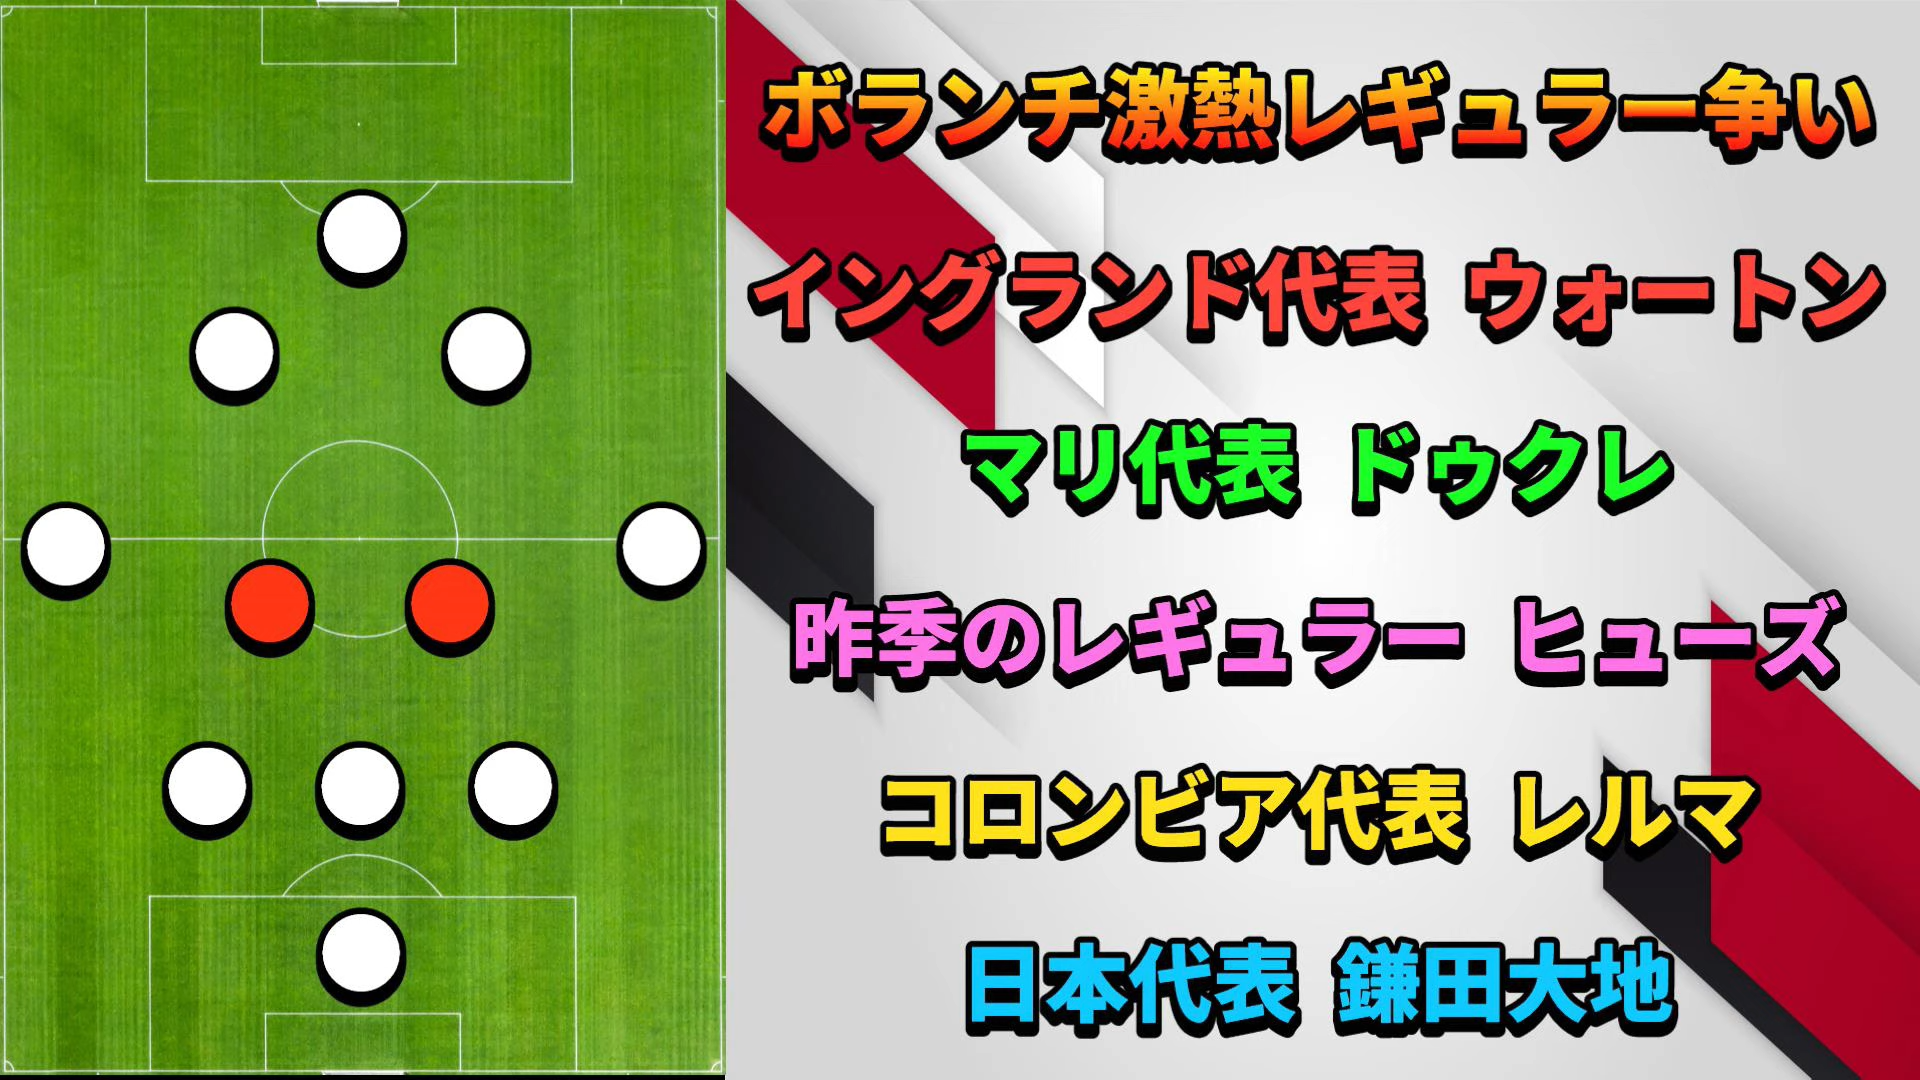 ボランチ激熱レギュラー争い
イングランド代表 ウォートン
マリ代表 ドゥクレ
昨季のレギュラー ヒューズ
コロンビア代表 レルマ
日本代表 鎌田大地